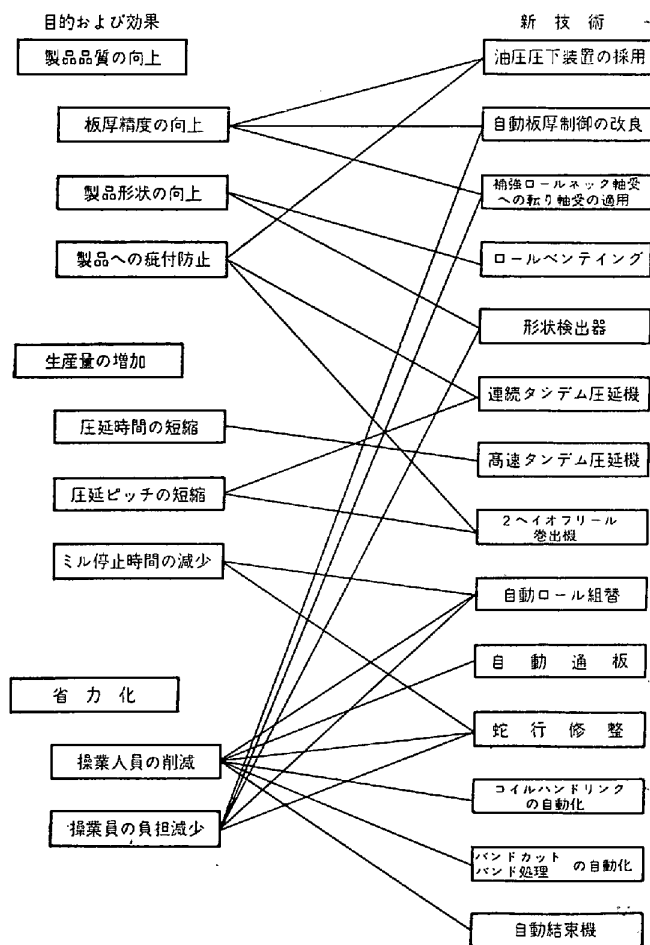 目的および効果
新技術
製品品質の向上
油圧圧下装置の採用
板厚精度の向上
自動板厚制御の改良
製品形状の向上
補強ロールネック軸受
への転り軸受の適用
製品への疵付防止
ロールベンテイング
形状検出器
生産量の増加
連続タンデム圧延機
圧延時間の短縮
高速タンデム圧延機
圧延ピッチの短縮
2ヘイオフリール
巻出機
ミル停止時間の減少
自動ロール組替
自動通板
省力化
蛇行修整
操業人員の削減
コイルハンドリンク
の自動化
操業員の負担減少
バンドカット
バンド処理 の自動化
自動結束機